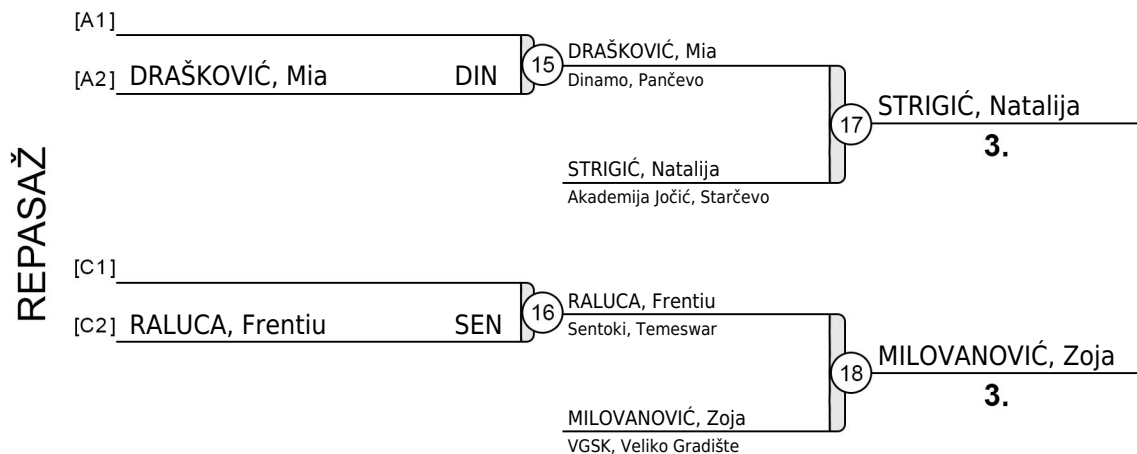 REPASAŽ
[A1]
[A2] DRAŠKOVIĆ, Mia DIN
15
DRAŠKOVIĆ, Mia
Dinamo, Pančevo
17
STRIGIĆ, Natalija
3.
STRIGIĆ, Natalija
Akademija Jočić, Starčevo
[C1]
[C2] RALUCA, Frentiu SEN
16
RALUCA, Frentiu
Sentoki, Temeswar
18
MILOVANOVIĆ, Zoja
3.
MILOVANOVIĆ, Zoja
VGSK, Veliko Gradište